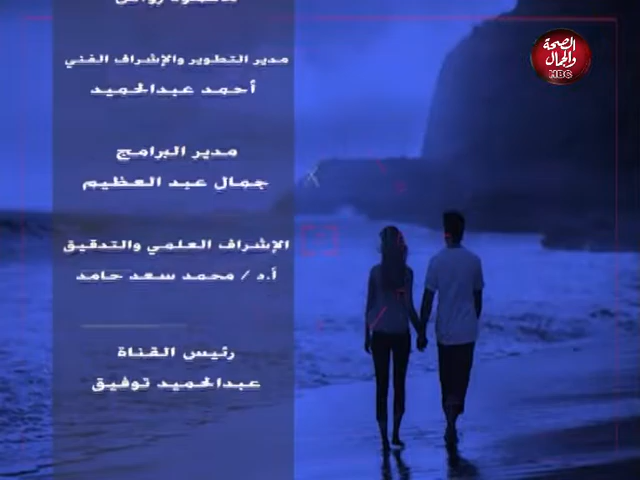 مدير التطوير والإشراف الفني
أحمد عبدالحميد
مدير البرامج
جمال عبد العظيم
الإشراف العلمي والتدقيق
أ.د / محمد سعد حامد
رئيس القناة
عبدالحميد توفيق
الصحة
والجمال
HBC